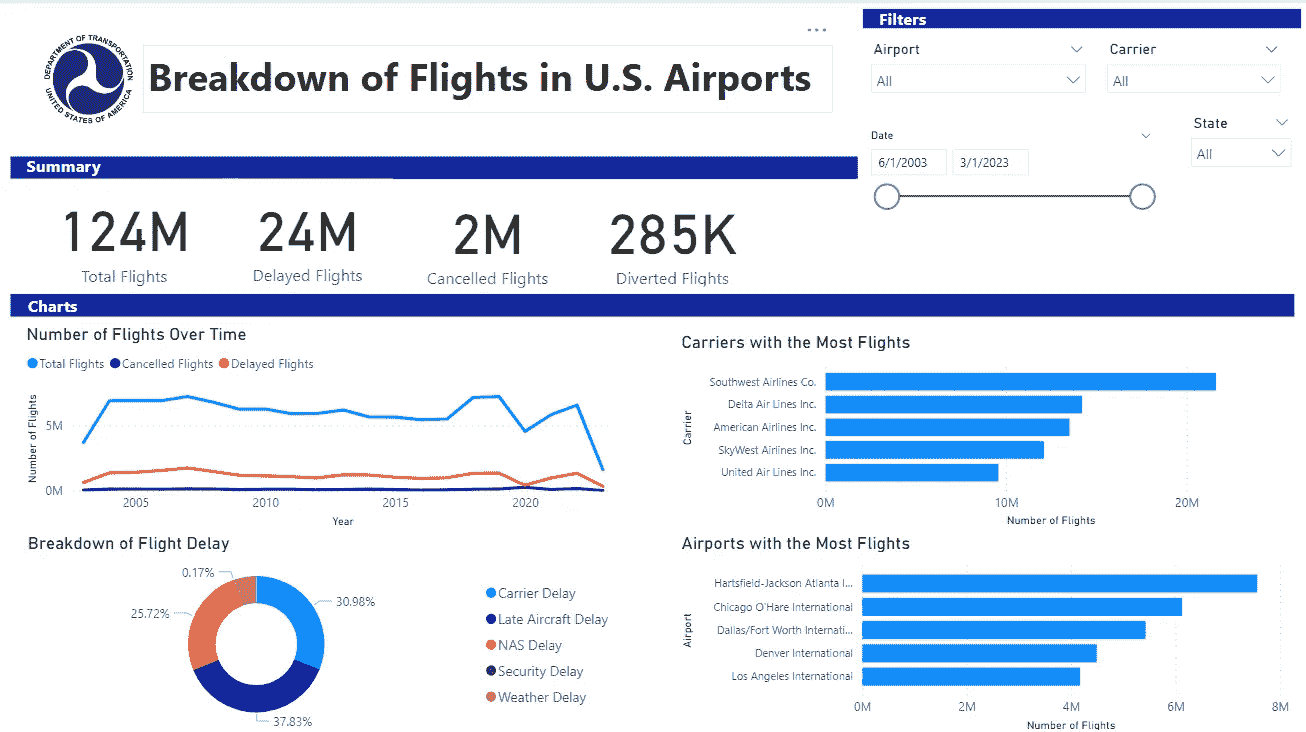 DEPARTMENT OF TRANSPORTATION
UNITED STATES OF AMERICA
Breakdown of Flights in U.S. Airports
Filters
Airport
Carrier
All
All
Date
State
6/1/2003
3/1/2023
All
Summary
124M
24M
2M
285K
Total Flights
Delayed Flights
Cancelled Flights
Diverted Flights
Charts
Number of Flights Over Time
Total Flights
Cancelled Flights
Delayed Flights
Number of Flights
5M
0M
2005
2010
2015
2020
Year
Carriers with the Most Flights
Carrier
Southwest Airlines Co.
Delta Air Lines Inc.
American Airlines Inc.
SkyWest Airlines Inc.
United Air Lines Inc.
0M
10M
20M
Number of Flights
Breakdown of Flight Delay
0.17%
25.72%
30.98%
37.83%
Carrier Delay
Late Aircraft Delay
NAS Delay
Security Delay
Weather Delay
Airports with the Most Flights
Airport
Hartsfield-Jackson Atlanta I...
Chicago O'Hare International
Dallas/Fort Worth Internati...
Denver International
Los Angeles International
0M
2M
4M
6M
8M
Number of Flights